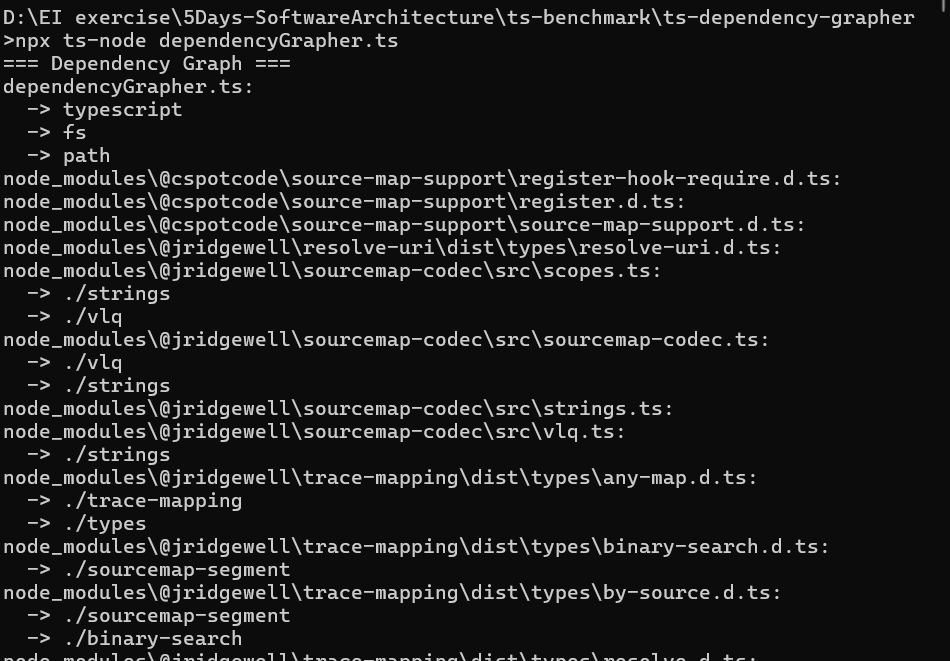 D:\EI exercise\5Days-SoftwareArchitecture\ts-benchmark\ts-dependency-grapher
>npx ts-node dependencyGrapher.ts
=== Dependency Graph ===
dependencyGrapher.ts:
  -> typescript
  -> fs
  -> path
node_modules\@cspotcode\source-map-support\register-hook-require.d.ts:
node_modules\@cspotcode\source-map-support\register.d.ts:
node_modules\@cspotcode\source-map-support\source-map-support.d.ts:
node_modules\@jridgewell\resolve-uri\dist\types\resolve-uri.d.ts:
node_modules\@jridgewell\sourcemap-codec\src\scopes.ts:
  -> ./strings
  -> ./vlq
node_modules\@jridgewell\sourcemap-codec\src\sourcemap-codec.ts:
  -> ./vlq
  -> ./strings
node_modules\@jridgewell\sourcemap-codec\src\strings.ts:
node_modules\@jridgewell\sourcemap-codec\src\vlq.ts:
  -> ./strings
node_modules\@jridgewell\trace-mapping\dist\types\any-map.d.ts:
  -> ./trace-mapping
  -> ./types
node_modules\@jridgewell\trace-mapping\dist\types\binary-search.d.ts:
  -> ./sourcemap-segment
node_modules\@jridgewell\trace-mapping\dist\types\by-source.d.ts:
  -> ./sourcemap-segment
  -> ./binary-search
node_modules\@jridgewell\trace-mapping\dist\types\resolve.d.ts: